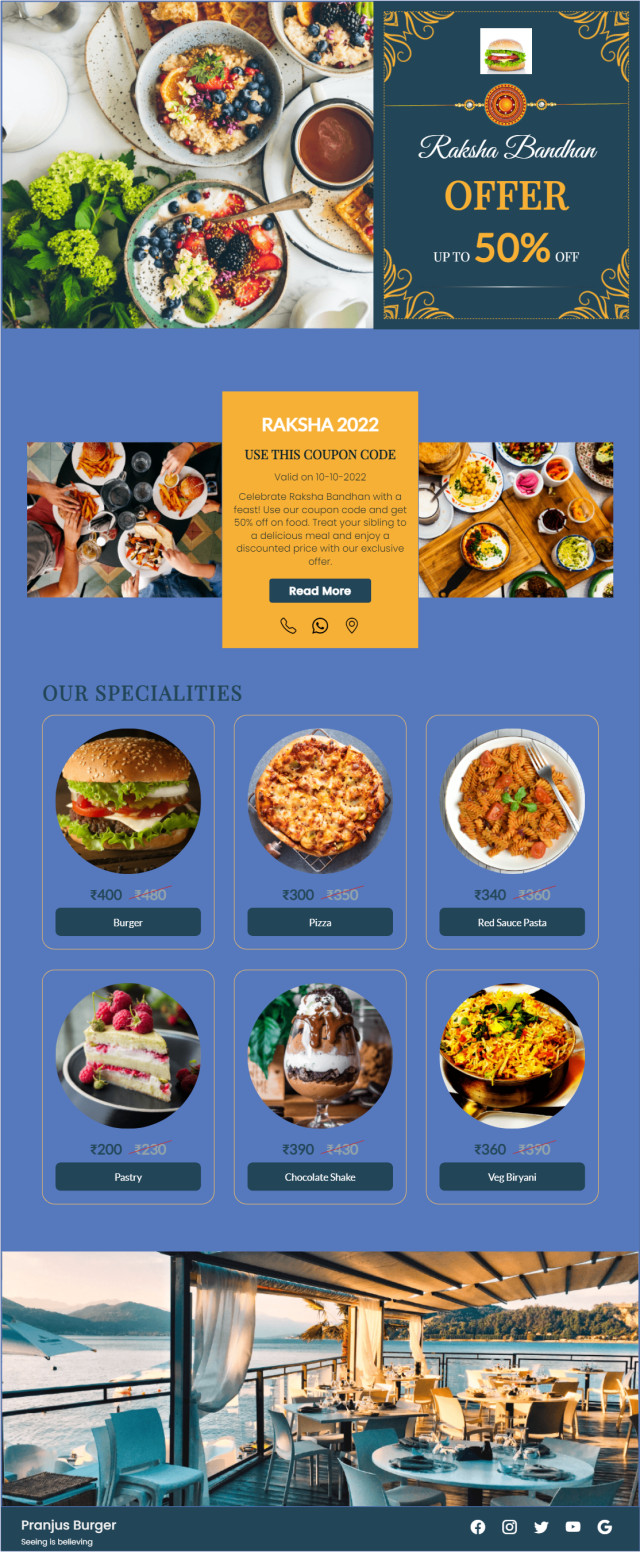 Raksha Bandhan
OFFER
UP TO 50% OFF
RAKSHA 2022
USE THIS COUPON CODE
Valid on 10-10-2022
Celebrate Raksha Bandhan with a
feast! Use our coupon code and get
50% off on food. Treat your sibling to
a delicious meal and enjoy a
discounted price with our exclusive
offer.
Read More
OUR SPECIALITIES
₹400 ₹480
Burger
₹300 ₹350
Pizza
₹340 ₹360
Red Sauce Pasta
₹200 ₹230
Pastry
₹390 ₹430
Chocolate Shake
₹360 ₹390
Veg Biryani
Pranjus Burger
Seeing is believing